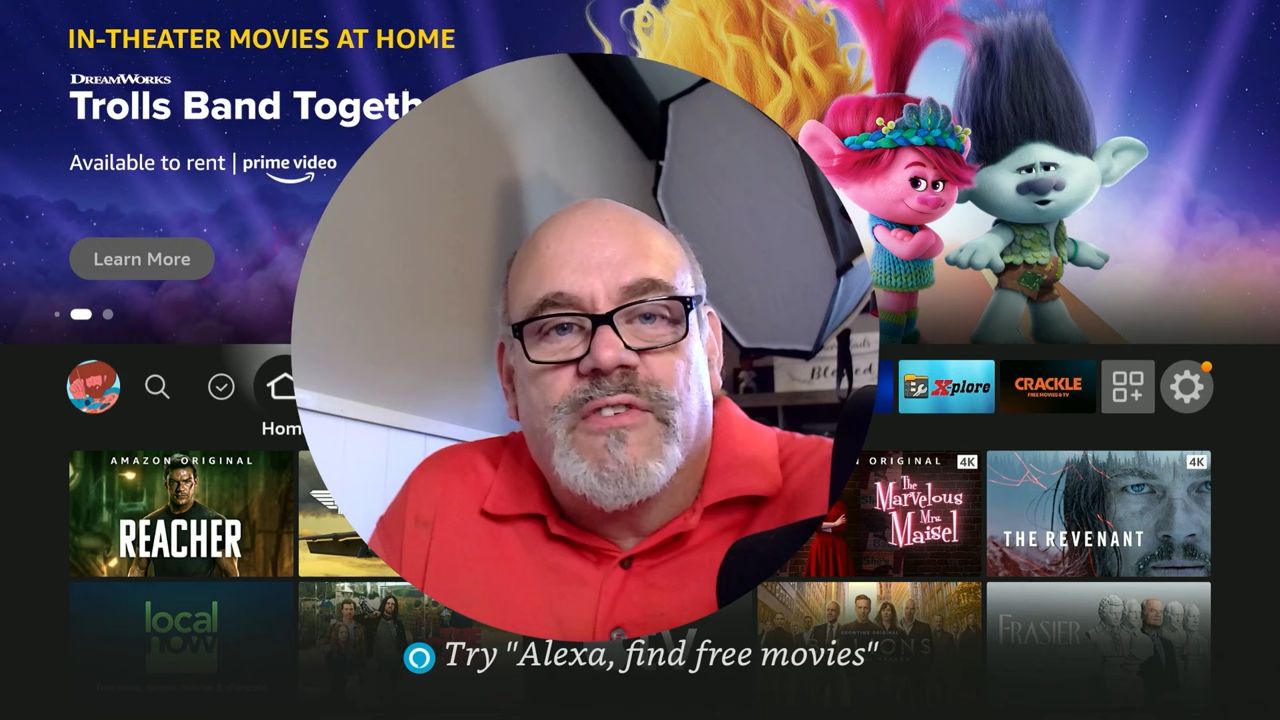 IN-THEATER MOVIES AT HOME
DREAMWORKS
Trolls Band Togeth
Available to rent | prime video
Learn More
Blessed
Xplore
CRACKLE
FREE MOVIES & TV
Hom
AMAZON ORIGINAL
REACHER
ORIGINAL
4K
The
Marvelous
Mrs.
Maisel
4K
THE REVENANT
local
now
FRASIER
Try "Alexa, find free movies"